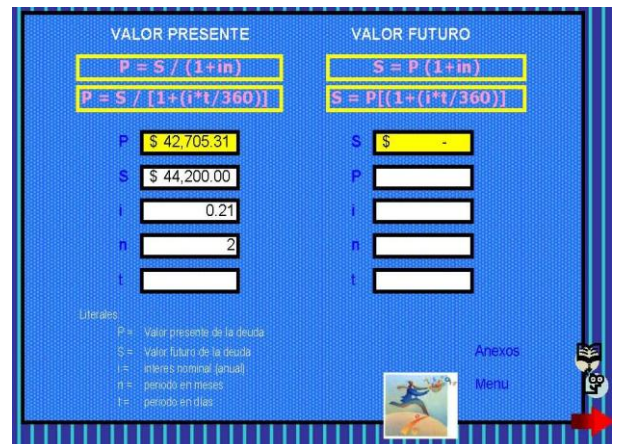 VALOR PRESENTE
VALOR FUTURO
P = S / (1+in)
S = P (1+in)
P = S / [1+(i*t/360)]
S = P[(1+(i*t/360)]
P $ 42,705.31
S $ -
S $ 44,200.00
P
i 0.21
i
n 2
n
t
t
Literales
P = Valor presente de la deuda
S = Valor futuro de la deuda
i = interes nominal (anual)
n = periodo en meses
t = periodo en días
Anexos
Menu